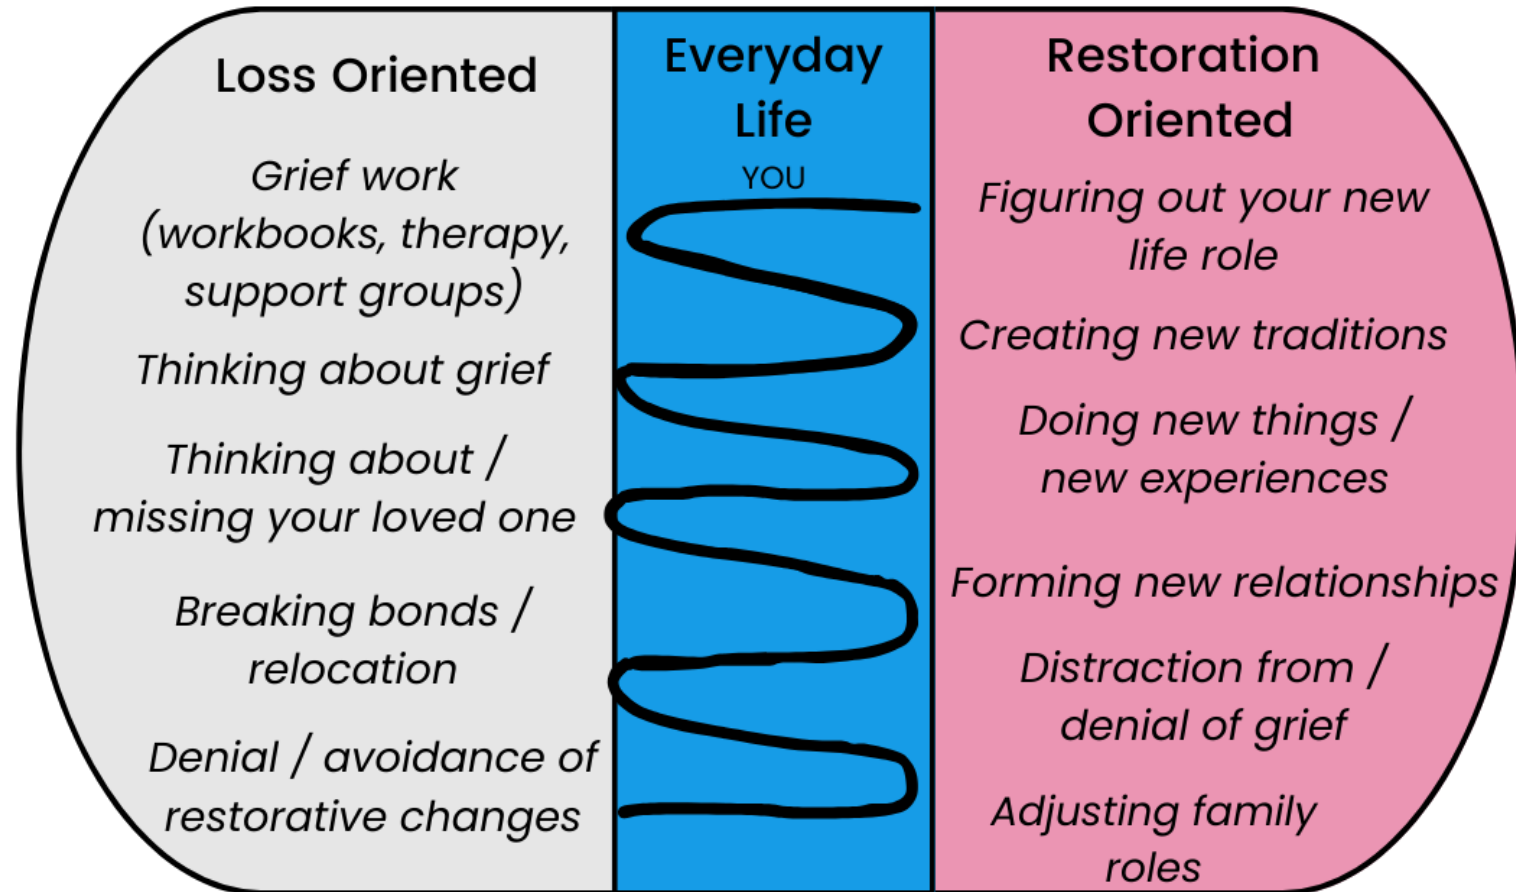 Loss Oriented
Grief work
(workbooks, therapy,
support groups)
Thinking about grief
Thinking about /
missing your loved one
Breaking bonds /
relocation
Denial / avoidance of
restorative changes
Everyday
Life
YOU
Restoration
Oriented
Figuring out your new
life role
Creating new traditions
Doing new things /
new experiences
Forming new relationships
Distraction from /
denial of grief
Adjusting family
roles